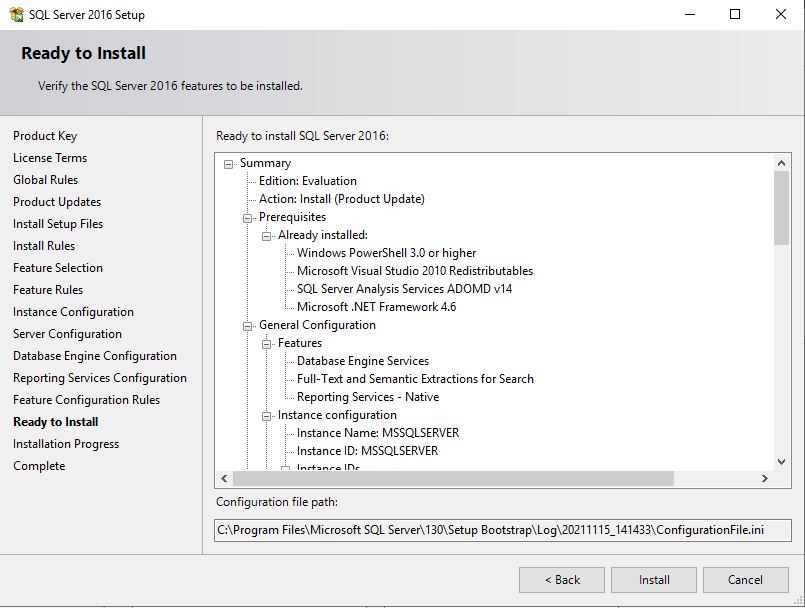 SQL Server 2016 Setup
Ready to Install
Verify the SQL Server 2016 features to be installed.
Product Key
License Terms
Global Rules
Product Updates
Install Setup Files
Install Rules
Feature Selection
Feature Rules
Instance Configuration
Server Configuration
Database Engine Configuration
Reporting Services Configuration
Feature Configuration Rules
Ready to Install
Installation Progress
Complete
Ready to install SQL Server 2016:
Summary
Edition: Evaluation
Action: Install (Product Update)
Prerequisites
Already installed:
Windows PowerShell 3.0 or higher
Microsoft Visual Studio 2010 Redistributables
SQL Server Analysis Services ADOMD v14
Microsoft .NET Framework 4.6
General Configuration
Features
Database Engine Services
Full-Text and Semantic Extractions for Search
Reporting Services - Native
Instance configuration
Instance Name: MSSQLSERVER
Instance ID: MSSQLSERVER
Instance IDs
Configuration file path:
C:\Program Files\Microsoft SQL Server\130\Setup Bootstrap\Log\20211115_141433\ConfigurationFile.ini
< Back
Install
Cancel